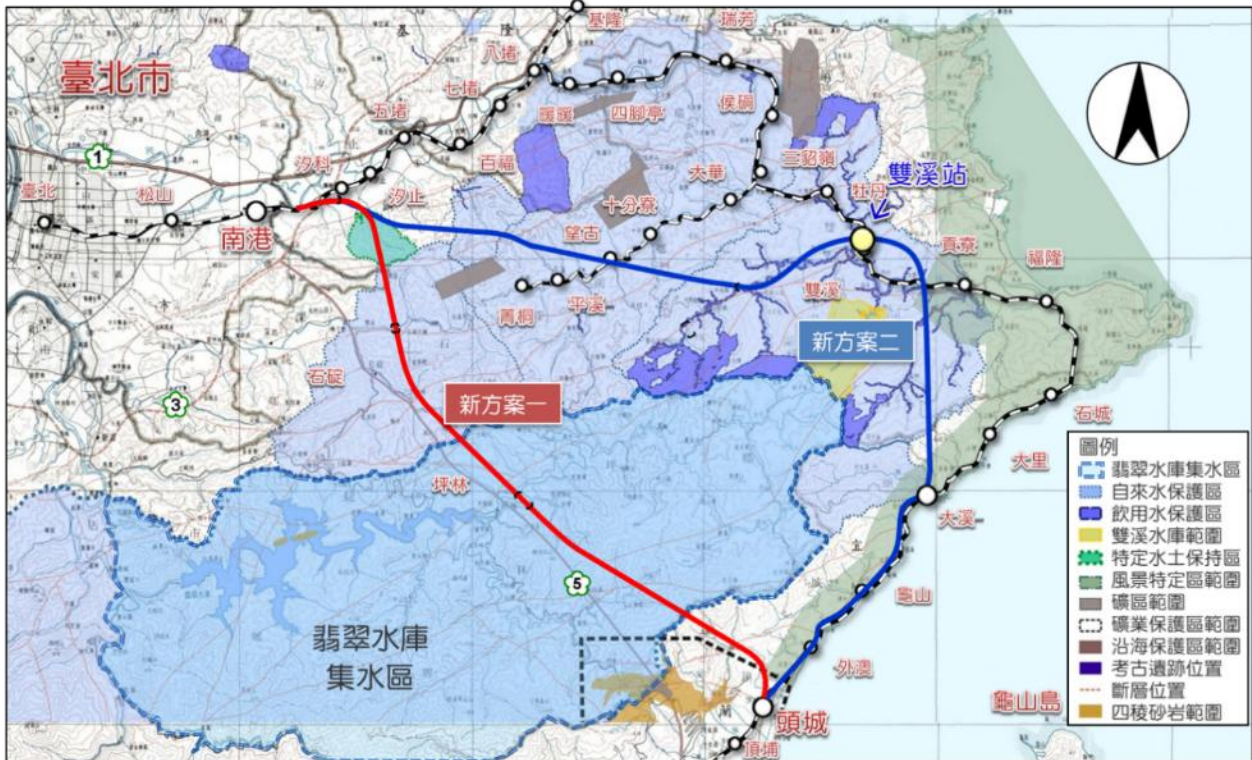 基隆
瑞芳
基
隆
八堵
臺北市
七堵
五堵
暖暖
四腳亭
侯硐
1
汐科
百福
大華
三貂嶺
雙溪站
臺北
松山
汐止
十分寮
牡丹
南港
望古
貢寮
福隆
雙溪
菁桐
平溪
新方案二
石碇
3
新方案一
石城
大里
坪林
大溪
宜
5
龜山
翡翠水庫
集水區
外澳
蘭
頭城
龜山島
頂埔
圖例
翡翠水庫集水區
自來水保護區
飲用水保護區
雙溪水庫範圍
特定水土保持區
風景特定區範圍
礦區範圍
礦業保護區範圍
沿海保護區範圍
考古遺跡位置
斷層位置
四稜砂岩範圍